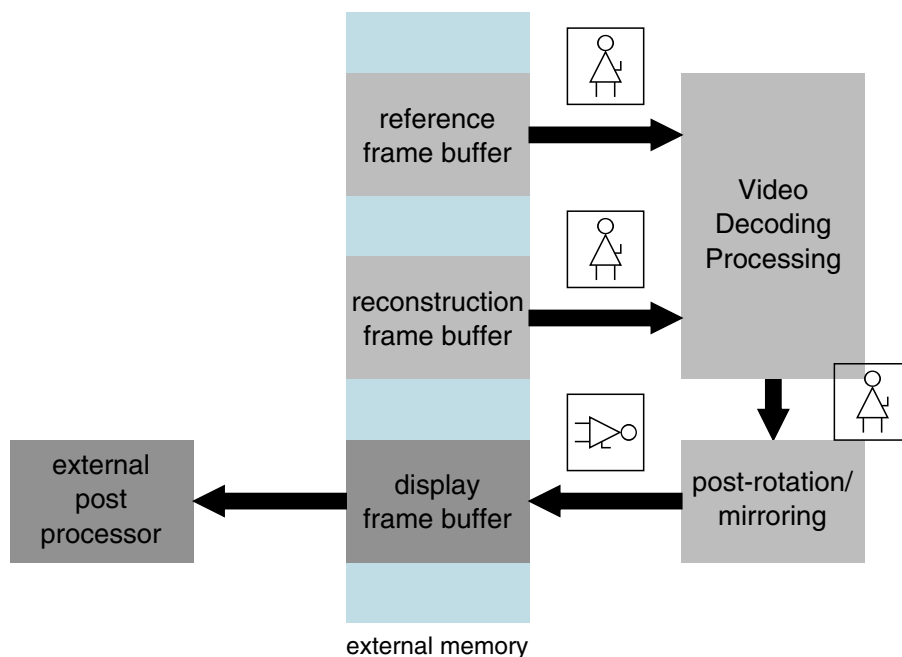 reference
frame buffer
Video
Decoding
Processing
reconstruction
frame buffer
external
post
processor
display
frame buffer
post-rotation/
mirroring
external memory